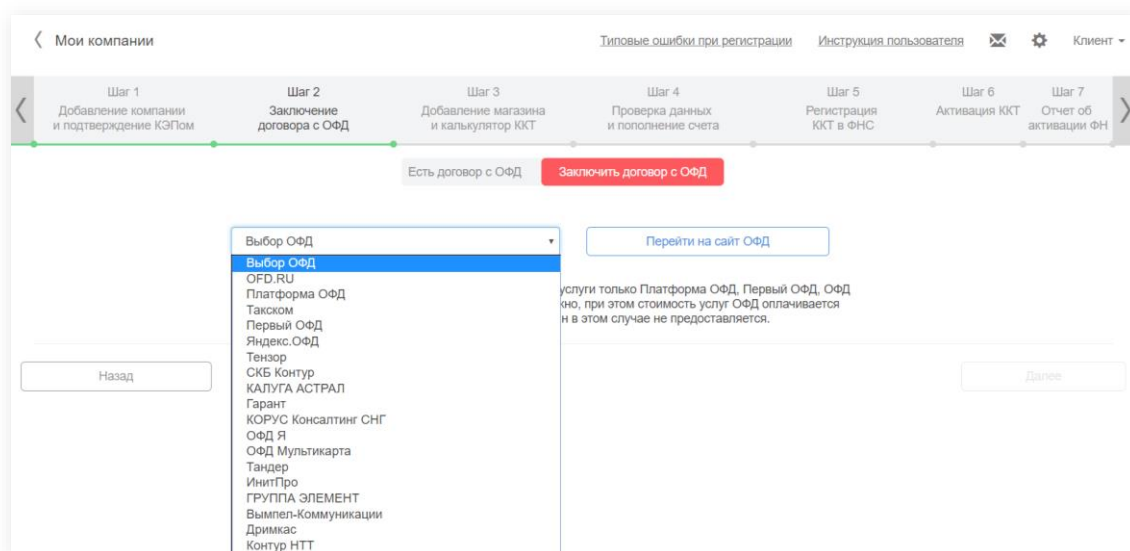 Мои компании
Типовые ошибки при регистрации
Инструкция пользователя
Клиент
Шаг 1
Добавление компании
и подтверждение КЭПом
Шаг 2
Заключение
договора с ОФД
Шаг 3
Добавление магазина
и калькулятор ККТ
Шаг 4
Проверка данных
и пополнение счета
Шаг 5
Регистрация
ККТ в ФНС
Шаг 6
Активация ККТ
Шаг 7
Отчет об
активации ФН
Есть договор с ОФД
Заключить договор с ОФД
Выбор ОФД
Перейти на сайт ОФД
Выбор ОФД
OFD.RU
Платформа ОФД
Такском
Первый ОФД
Яндекс.ОФД
Тензор
СКБ Контур
КАЛУГА АСТРАЛ
Гарант
КОРУС Консалтинг СНГ
ОФД Я
ОФД Мультикарта
Тандер
ИнитПро
ГРУППА ЭЛЕМЕНТ
Вымпел-Коммуникации
Дримкас
Контур НТТ
услуги только Платформа ОФД, Первый ОФД, ОФД
при этом стоимость услуг ОФД оплачивается
в этом случае не предоставляется.
Назад
Далее